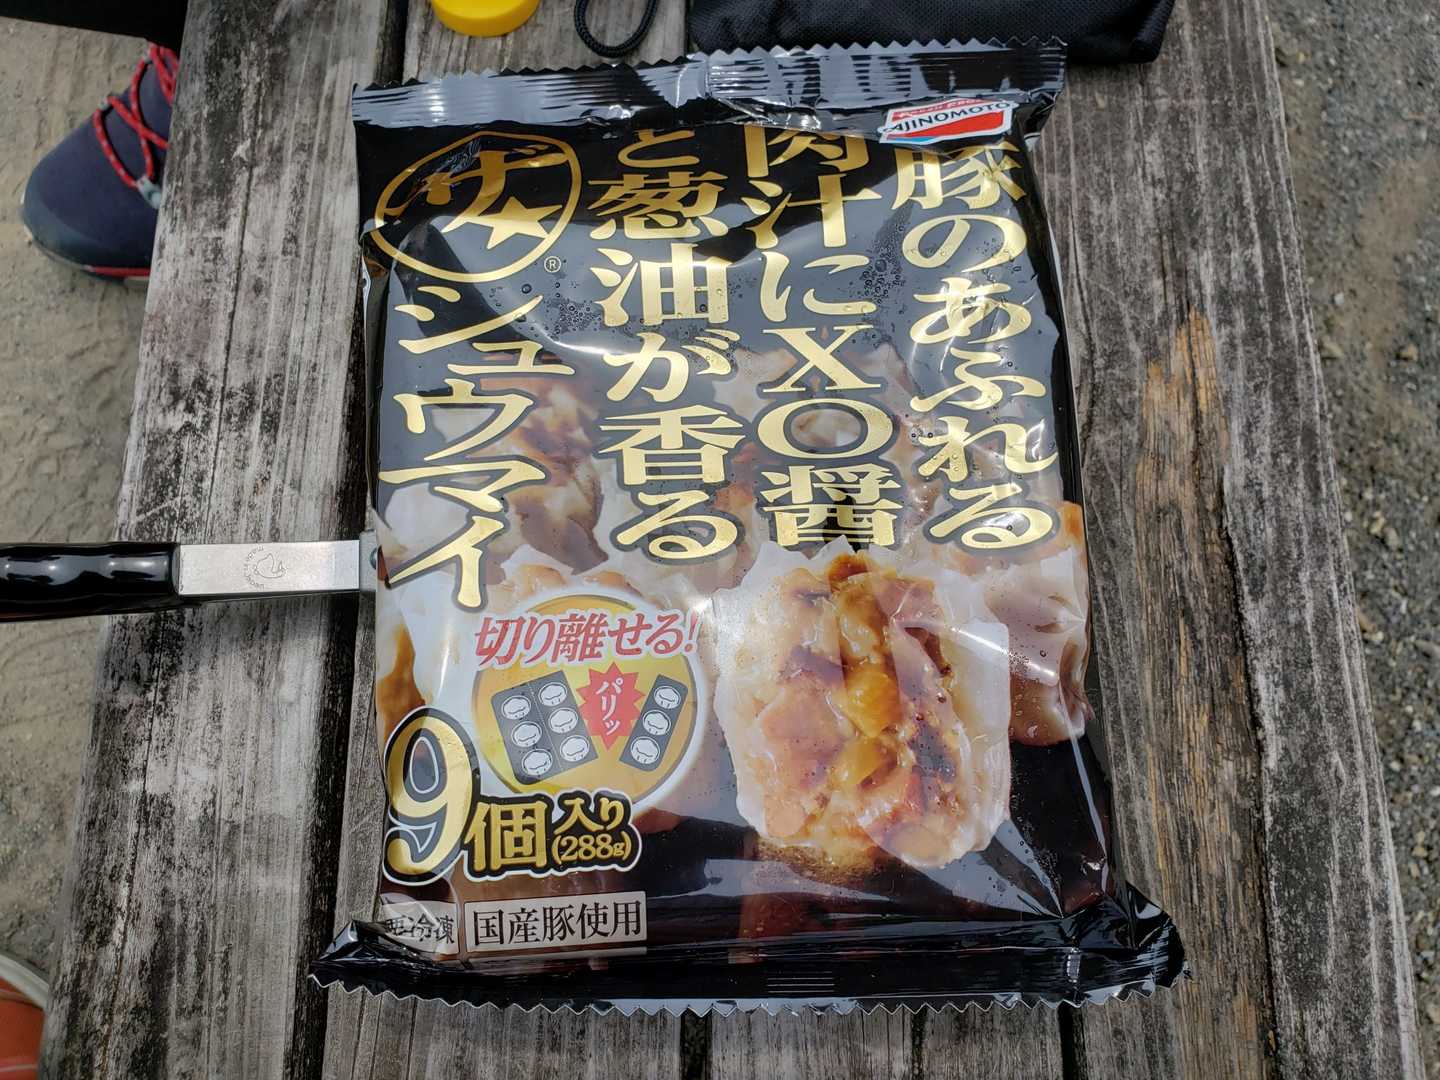 AJINOMOTO
豚のあふれる
肉汁にXO醤
と葱油が香る
ザ★®
シュウマイ
切り離せる!
パリッ
9個入り
(288g)
要冷凍
国産豚使用